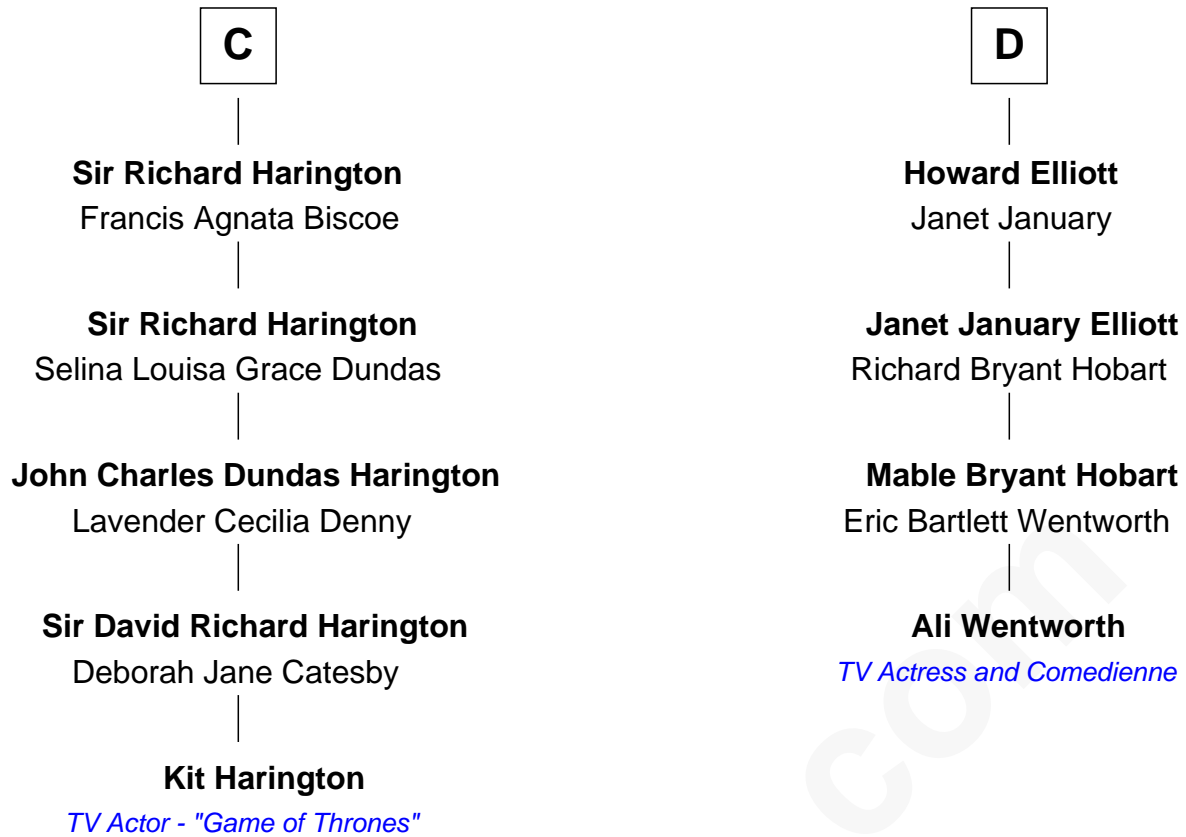 C
Sir Richard Harington
Francis Agnata Biscoe
Sir Richard Harington
Selina Louisa Grace Dundas
John Charles Dundas Harington
Lavender Cecilia Denny
Sir David Richard Harington
Deborah Jane Catesby
Kit Harington
TV Actor - "Game of Thrones"
D
Howard Elliott
Janet January
Janet January Elliott
Richard Bryant Hobart
Mable Bryant Hobart
Eric Bartlett Wentworth
Ali Wentworth
TV Actress and Comedienne
com